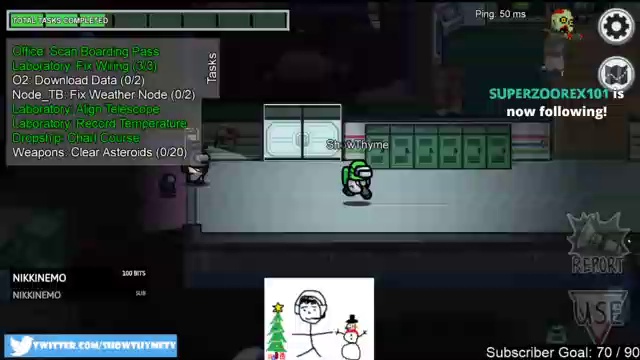 TOTAL TASKS COMPLETED
Ping: 50 ms
Office: Scan Boarding Pass
Laboratory: Fix Wiring (3/3)
O2: Download Data (0/2)
Node_TB: Fix Weather Node (0/2)
Laboratory: Align Telescope
Laboratory: Record Temperature
Dropship: Chart Course
Weapons: Clear Asteroids (0/20)
Tasks
SUPERZOOREX101 is
now following!
ShowThyme
REPORT
USE
NIKKINEMO 100 BITS
NIKKINEMO SUB
TWITTER.COM/SHOWTHYMETV
Subscriber Goal: 70 / 90